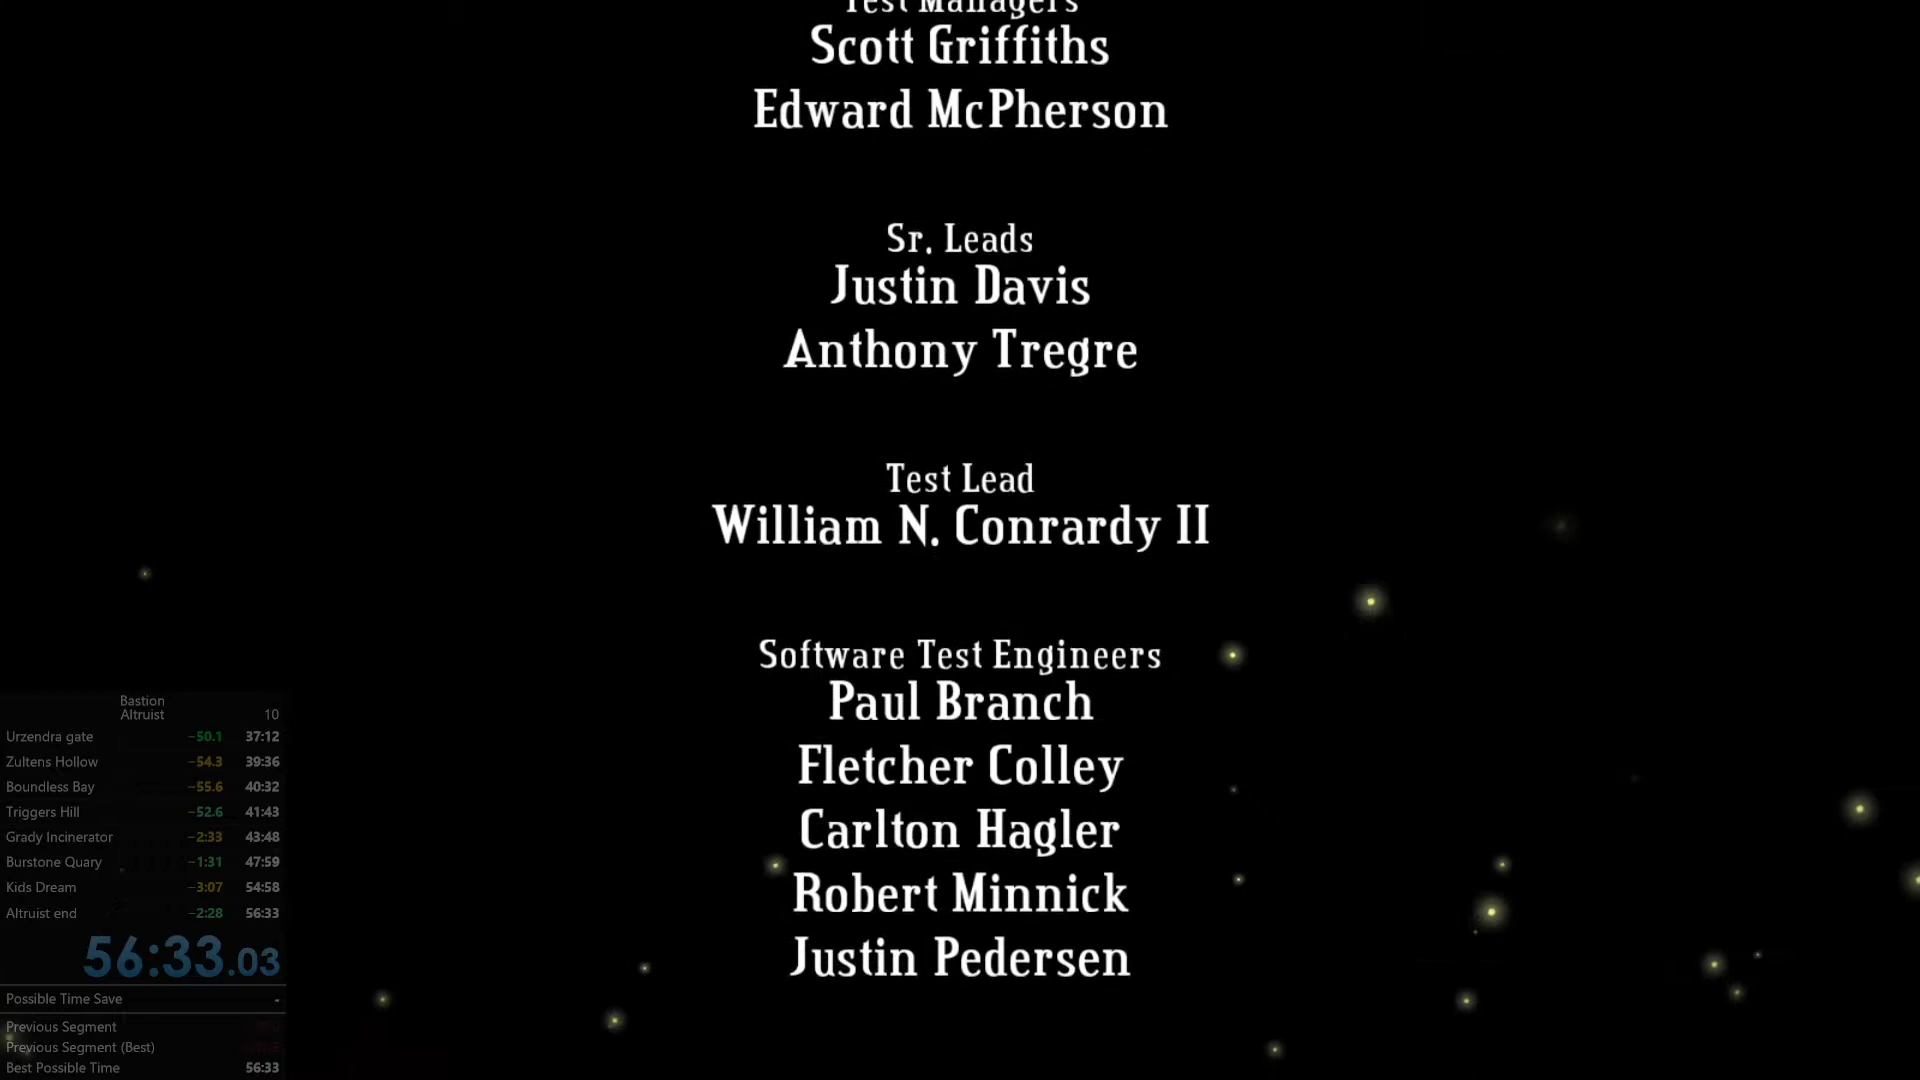 Test Managers
Scott Griffiths
Edward McPherson
Sr. Leads
Justin Davis
Anthony Tregre
Test Lead
William N. Conrardy II
Software Test Engineers
Paul Branch
Fletcher Colley
Carlton Hagler
Robert Minnick
Justin Pedersen
Bastion
Altruist 10
Urzendra gate -50.1 37:12
Zultens Hollow -54.3 39:36
Boundless Bay -55.6 40:32
Triggers Hill -52.6 41:43
Grady Incinerator -2:33 43:48
Burstone Quary -1:31 47:59
Kids Dream -3:07 54:58
Altruist end -2:28 56:33
56:33.03
Possible Time Save -
Previous Segment
Previous Segment (Best)
Best Possible Time 56:33